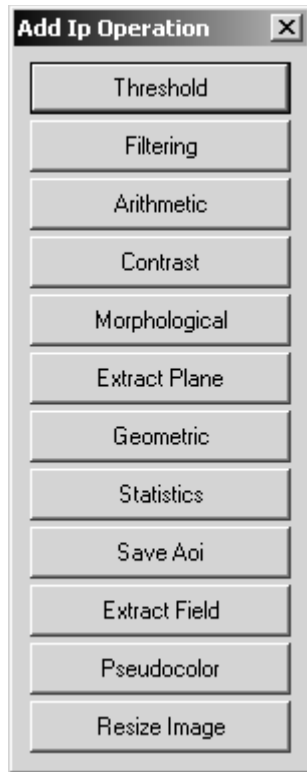 Add Ip Operation
Threshold
Filtering
Arithmetic
Contrast
Morphological
Extract Plane
Geometric
Statistics
Save Aoi
Extract Field
Pseudocolor
Resize Image